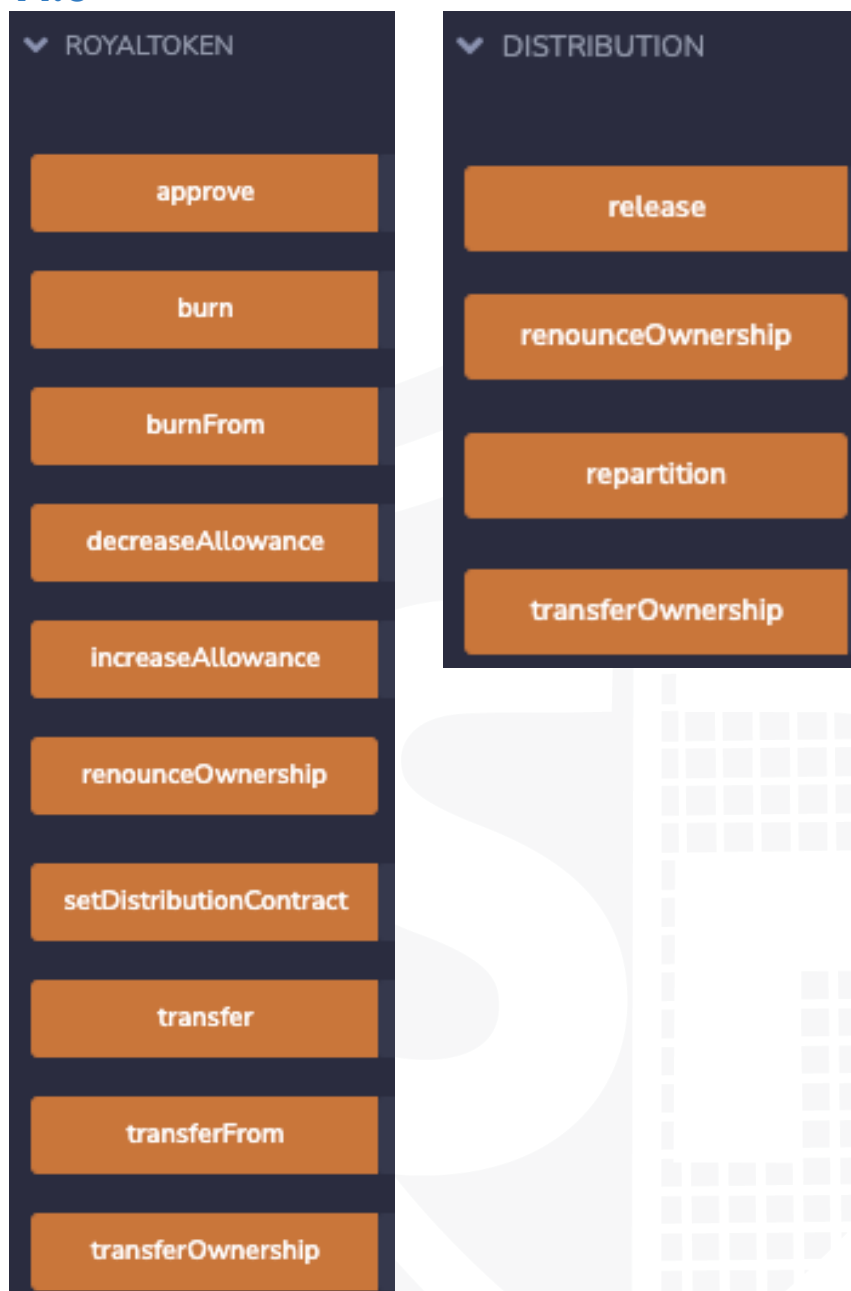 ROYALTOKEN
approve
burn
burnFrom
decreaseAllowance
increaseAllowance
renounceOwnership
setDistributionContract
transfer
transferFrom
transferOwnership
DISTRIBUTION
release
renounceOwnership
repartition
transferOwnership